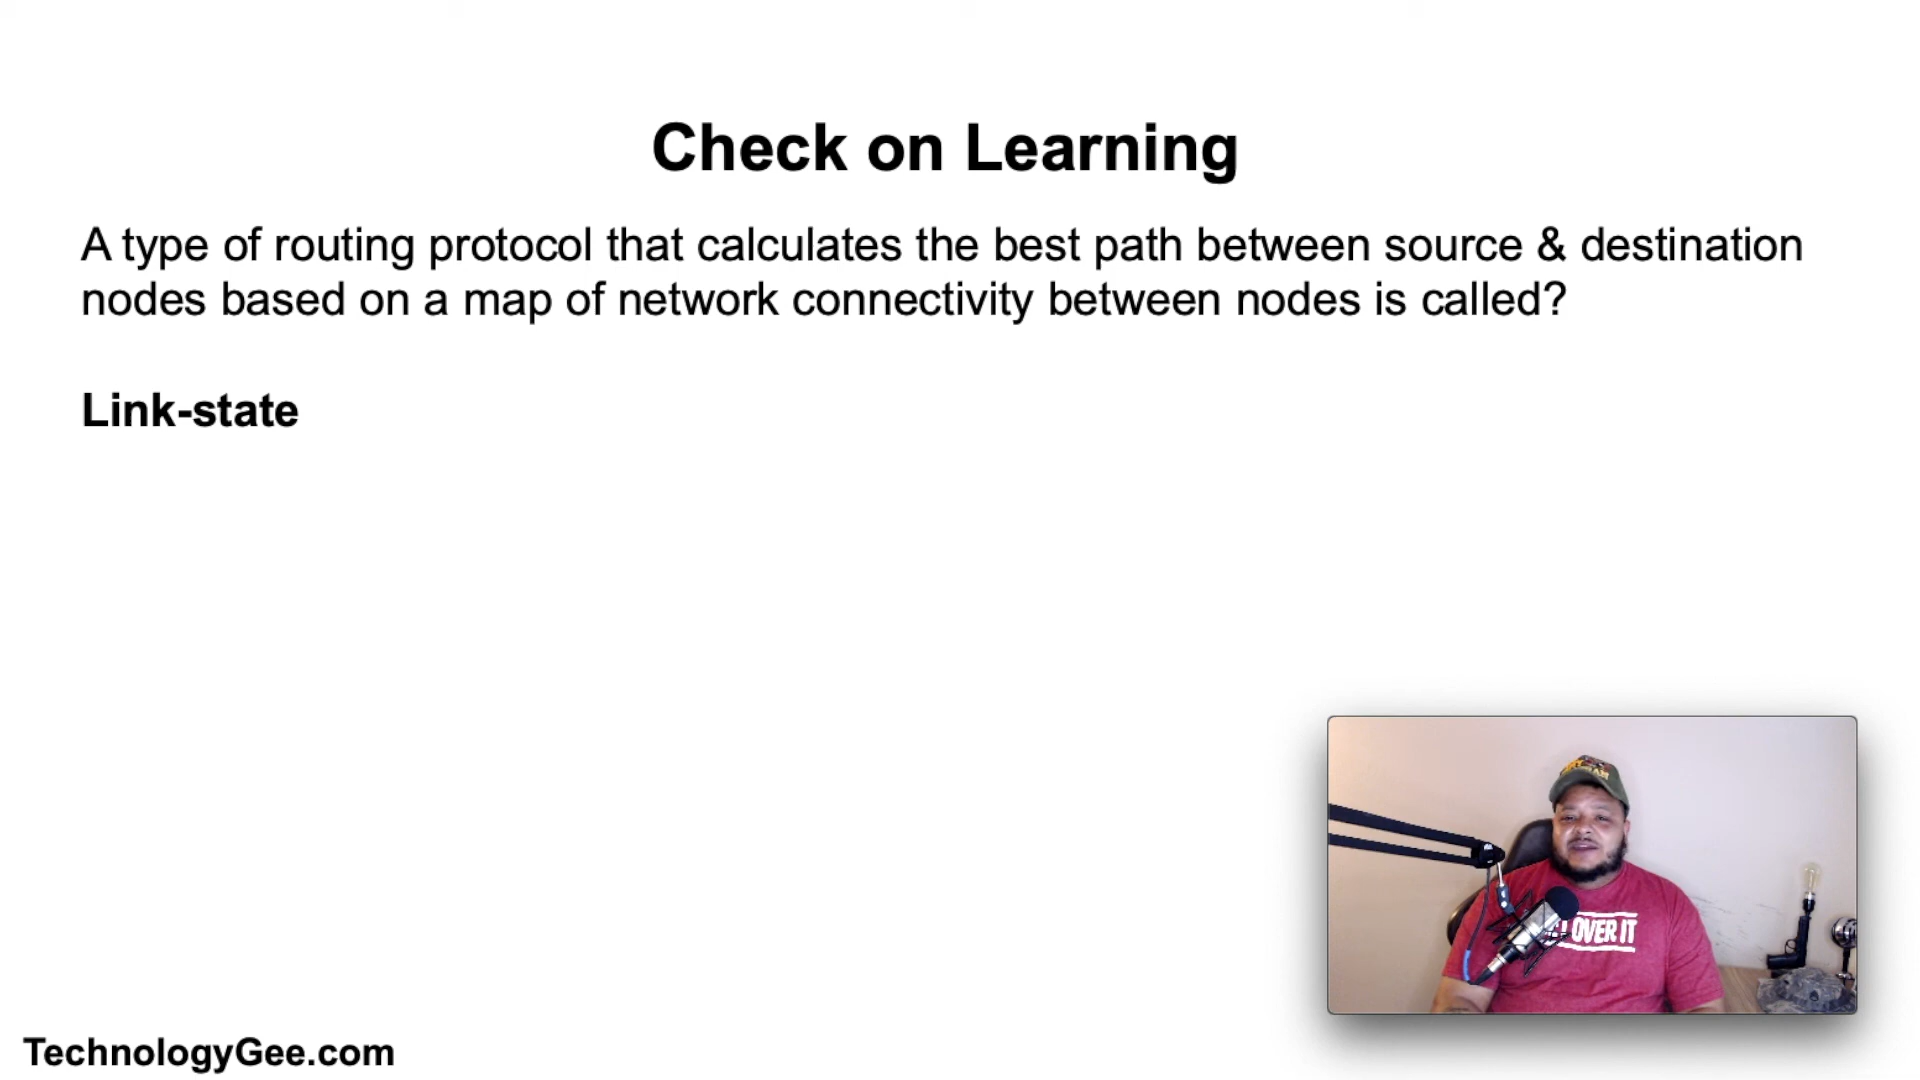 Check on Learning
A type of routing protocol that calculates the best path between source & destination
nodes based on a map of network connectivity between nodes is called?
Link-state
OVER IT
TechnologyGee.com